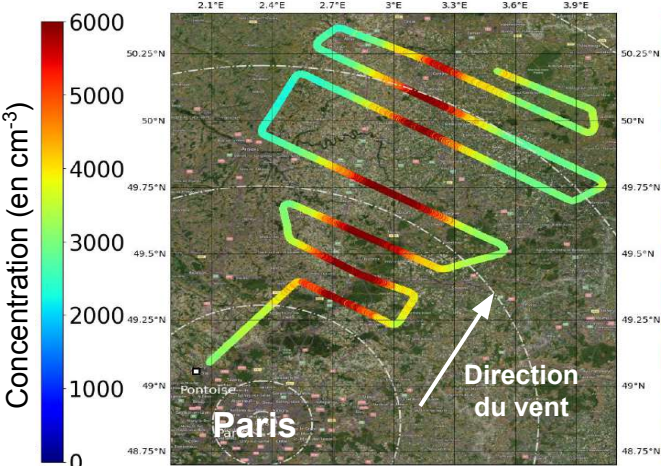 2.1°E 2.4°E 2.7°E 3°E 3.3°E 3.6°E 3.9°E
Concentration (en cm-3)
6000
5000
4000
3000
2000
1000
0
50.25°N 50.25°N
50°N 50°N
49.75°N 49.75°N
49.5°N 49.5°N
49.25°N 49.25°N
49°N 49°N
48.75°N 48.75°N
Pontoise
Paris
Direction
du vent